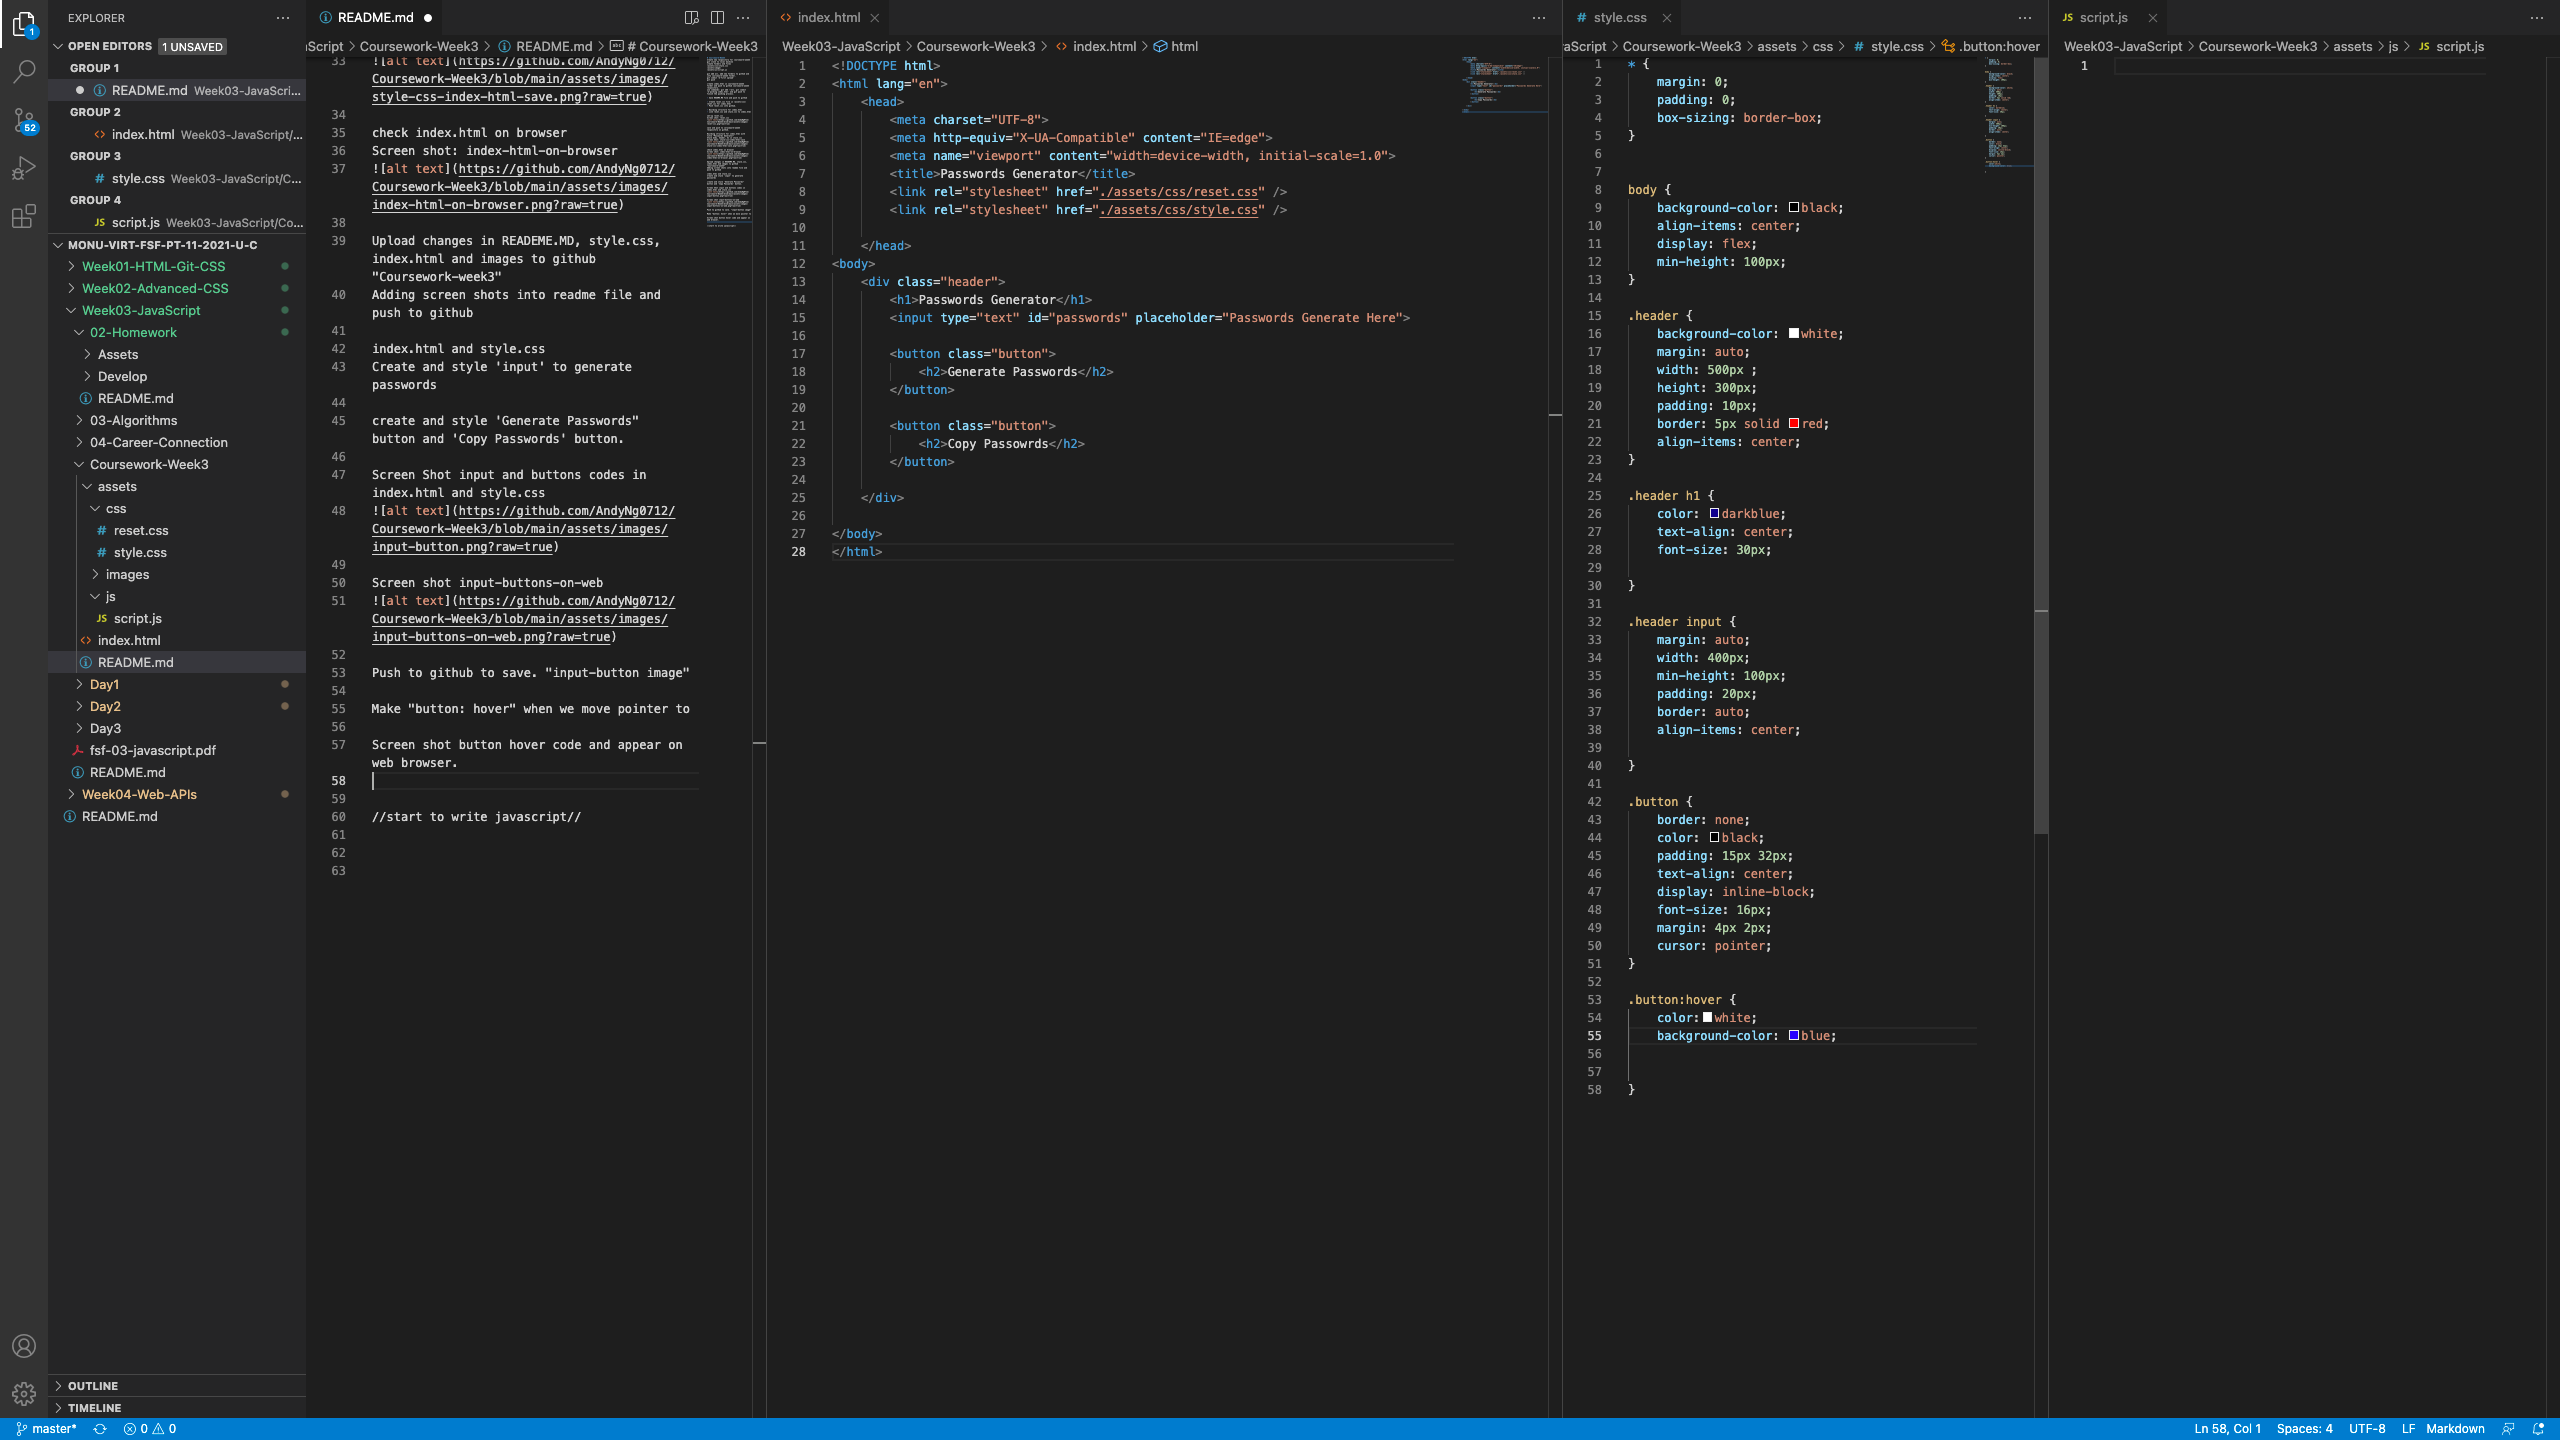 EXPLORER
OPEN EDITORS 1 UNSAVED
GROUP 1
README.md Week03-JavaScri...
GROUP 2
index.html Week03-JavaScript/...
GROUP 3
style.css Week03-JavaScript/C...
GROUP 4
JS script.js Week03-JavaScript/Co...
MONU-VIRT-FSF-PT-11-2021-U-C
Week01-HTML-Git-CSS
Week02-Advanced-CSS
Week03-JavaScript
02-Homework
Assets
Develop
README.md
03-Algorithms
04-Career-Connection
Coursework-Week3
assets
css
# reset.css
# style.css
images
js
JS script.js
index.html
README.md
Day1
Day2
Day3
fsf-03-javascript.pdf
README.md
Week04-Web-APIs
README.md
OUTLINE
TIMELINE
1
52
README.md
aScript > Coursework-Week3 > README.md > # Coursework-Week3
33 ![alt text](https://github.com/AndyNg0712/
Coursework-Week3/blob/main/assets/images/
style-css-index-html-save.png?raw=true)
34
35 check index.html on browser
36 Screen shot: index-html-on-browser
37 ![alt text](https://github.com/AndyNg0712/
Coursework-Week3/blob/main/assets/images/
index-html-on-browser.png?raw=true)
38
39 Upload changes in READEME.MD, style.css,
index.html and images to github
"Coursework-week3"
40 Adding screen shots into readme file and
push to github
41
42 index.html and style.css
43 Create and style 'input' to generate
passwords
44
45 create and style 'Generate Passwords"
button and 'Copy Passwords' button.
46
47 Screen Shot input and buttons codes in
index.html and style.css
48 ![alt text](https://github.com/AndyNg0712/
Coursework-Week3/blob/main/assets/images/
input-button.png?raw=true)
49
50 Screen shot input-buttons-on-web
51 ![alt text](https://github.com/AndyNg0712/
Coursework-Week3/blob/main/assets/images/
input-buttons-on-web.png?raw=true)
52
53 Push to github to save. "input-button image"
54
55 Make "button: hover" when we move pointer to
56
57 Screen shot button hover code and appear on
web browser.
58
59
60 //start to write javascript//
61
62
63
index.html
Week03-JavaScript > Coursework-Week3 > index.html > html
1 <!DOCTYPE html>
2 <html lang="en">
3 <head>
4 <meta charset="UTF-8">
5 <meta http-equiv="X-UA-Compatible" content="IE=edge">
6 <meta name="viewport" content="width=device-width, initial-scale=1.0">
7 <title>Passwords Generator</title>
8 <link rel="stylesheet" href="./assets/css/reset.css" />
9 <link rel="stylesheet" href="./assets/css/style.css" />
10
11 </head>
12 <body>
13 <div class="header">
14 <h1>Passwords Generator</h1>
15 <input type="text" id="passwords" placeholder="Passwords Generate Here">
16
17 <button class="button">
18 <h2>Generate Passwords</h2>
19 </button>
20
21 <button class="button">
22 <h2>Copy Passowrds</h2>
23 </button>
24
25 </div>
26
27 </body>
28 </html>
# style.css
aScript > Coursework-Week3 > assets > css > # style.css > .button:hover
1 * {
2 margin: 0;
3 padding: 0;
4 box-sizing: border-box;
5 }
6
7
8 body {
9 background-color: black;
10 align-items: center;
11 display: flex;
12 min-height: 100px;
13 }
14
15 .header {
16 background-color: white;
17 margin: auto;
18 width: 500px ;
19 height: 300px;
20 padding: 10px;
21 border: 5px solid red;
22 align-items: center;
23 }
24
25 .header h1 {
26 color: darkblue;
27 text-align: center;
28 font-size: 30px;
29
30 }
31
32 .header input {
33 margin: auto;
34 width: 400px;
35 min-height: 100px;
36 padding: 20px;
37 border: auto;
38 align-items: center;
39
40 }
41
42 .button {
43 border: none;
44 color: black;
45 padding: 15px 32px;
46 text-align: center;
47 display: inline-block;
48 font-size: 16px;
49 margin: 4px 2px;
50 cursor: pointer;
51 }
52
53 .button:hover {
54 color: white;
55 background-color: blue;
56
57
58 }
JS script.js
Week03-JavaScript > Coursework-Week3 > assets > js > JS script.js
1
master* 0 0
Ln 58, Col 1 Spaces: 4 UTF-8 LF Markdown